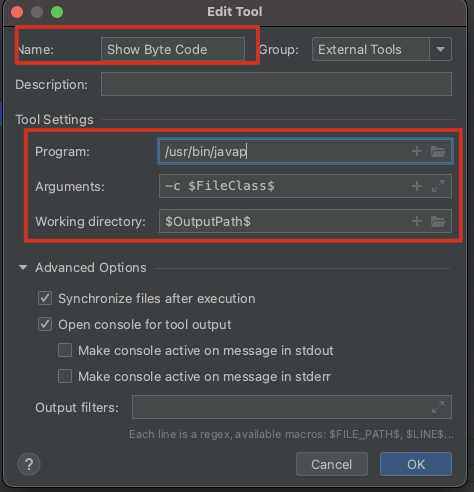 Edit Tool
Name: Show Byte Code Group: External Tools
Description:
Tool Settings
Program: /usr/bin/javap
Arguments: -c $FileClass$
Working directory: $OutputPath$
Advanced Options
Synchronize files after execution
Open console for tool output
Make console active on message in stdout
Make console active on message in stderr
Output filters:
Each line is a regex, available macros: $FILE_PATH$, $LINE$...
? Cancel OK